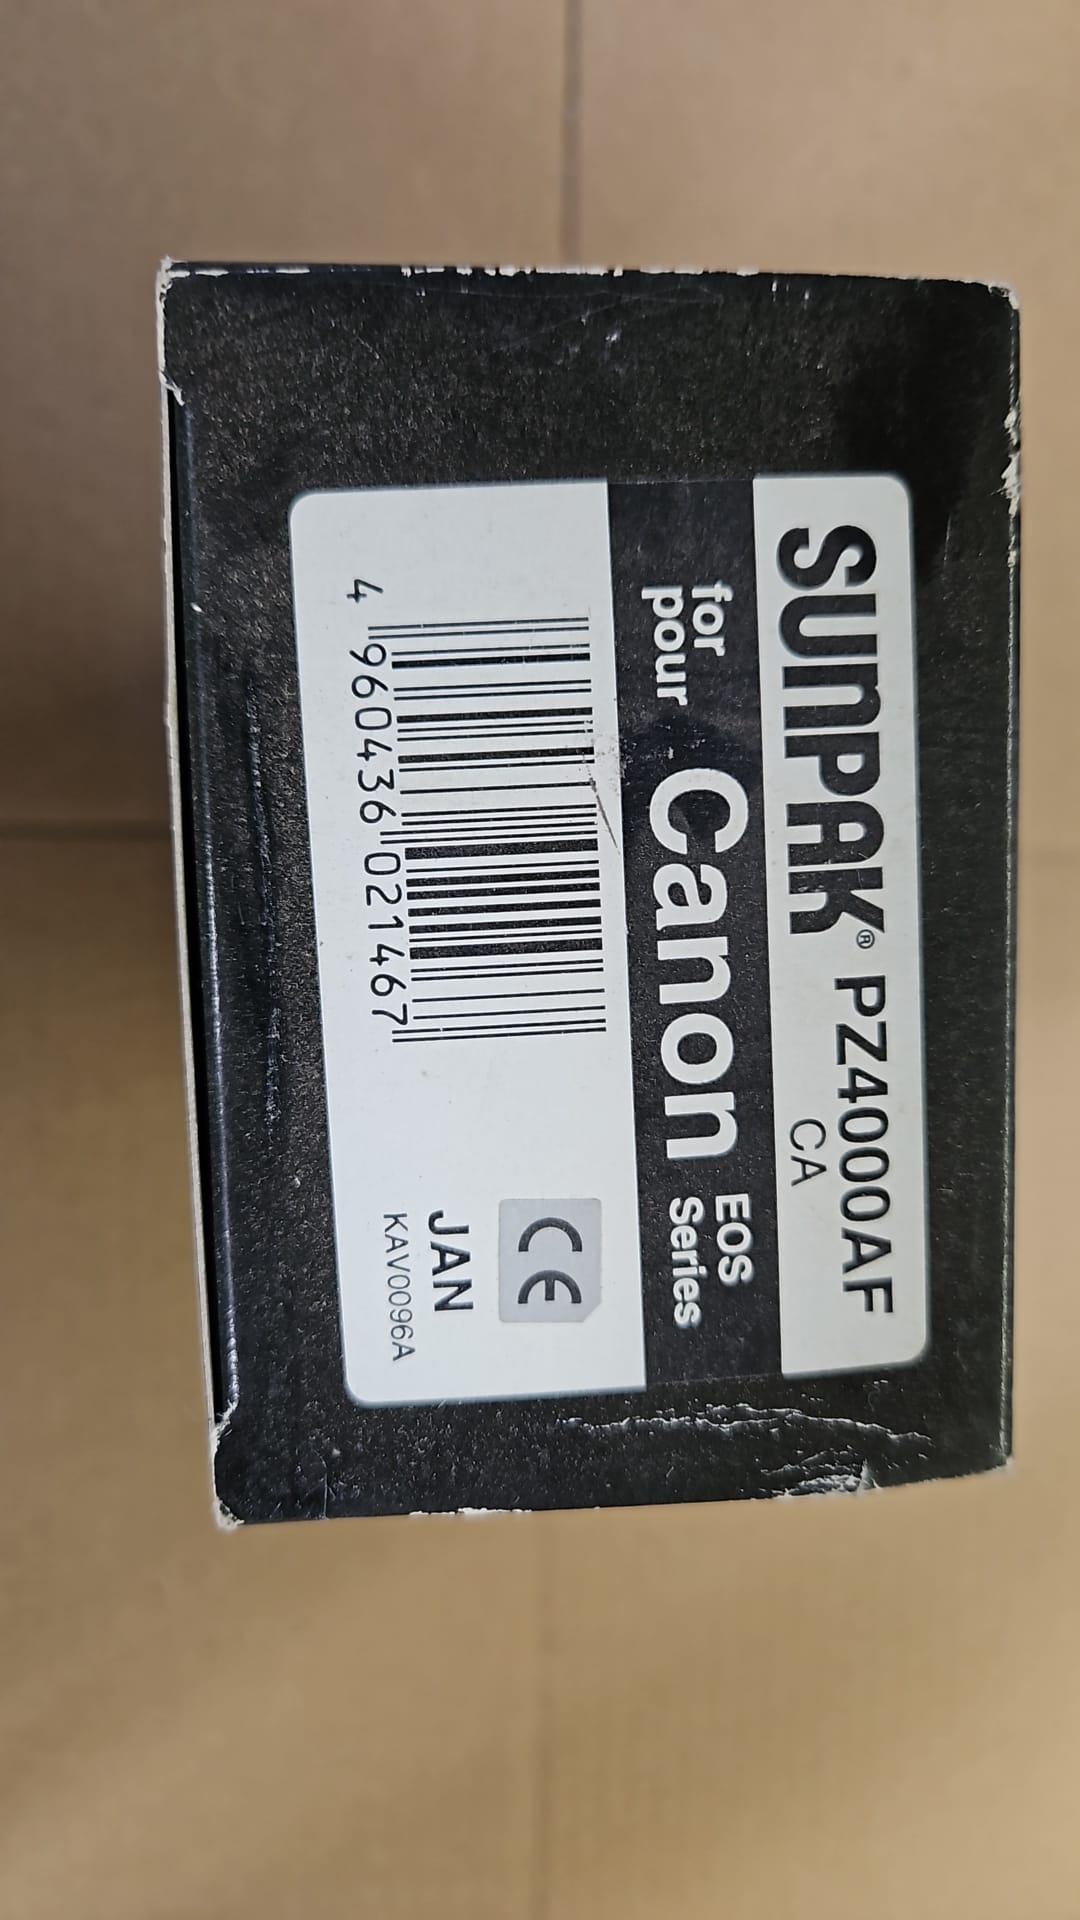 SUNPAK® PZ4000AF
CA
for
pour
Canon
EOS
Series
4 960436 021467
CE
JAN
KAV0096A